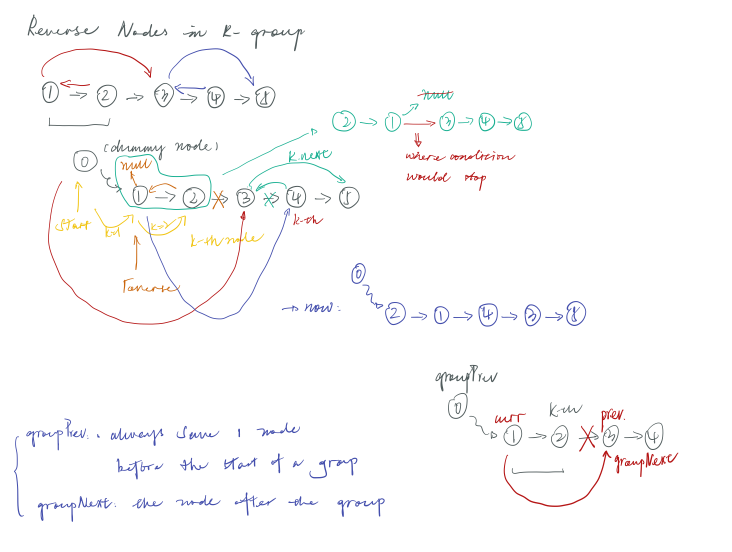 Reverse Nodes in K-group
1 → 2 → 3 → 4 → 5
null
2 → 1 → 3 → 4 → 5
where condition
would stop
(dummy node)
0
null
K.next
1 → 2 → 3 → 4 → 5
k-th
start
k=1
k=2
k-th node
reverse
0
→ now:
2 → 1 → 4 → 3 → 5
groupPrev
0
curr
k-th
prev.
1 → 2 → 3 → 4
groupNext
groupPrev: always save 1 node
before the start of a group
groupNext: the node after the group